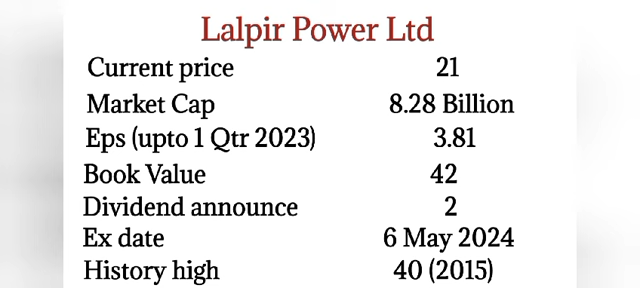 Lalpir Power Ltd
Current price 21
Market Cap 8.28 Billion
Eps (upto 1 Qtr 2023) 3.81
Book Value 42
Dividend announce 2
Ex date 6 May 2024
History high 40 (2015)